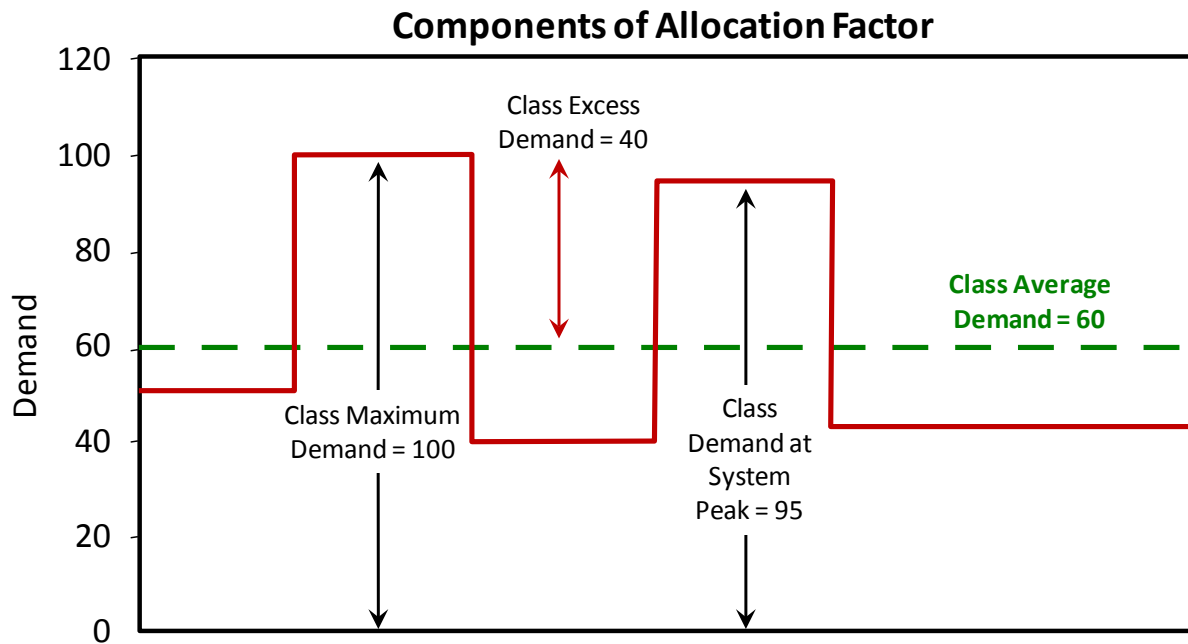 Components of Allocation Factor
120
100
80
60
40
20
0
Demand
Class Excess
Demand = 40
Class Average
Demand = 60
Class Maximum
Demand = 100
Class
Demand at
System
Peak = 95